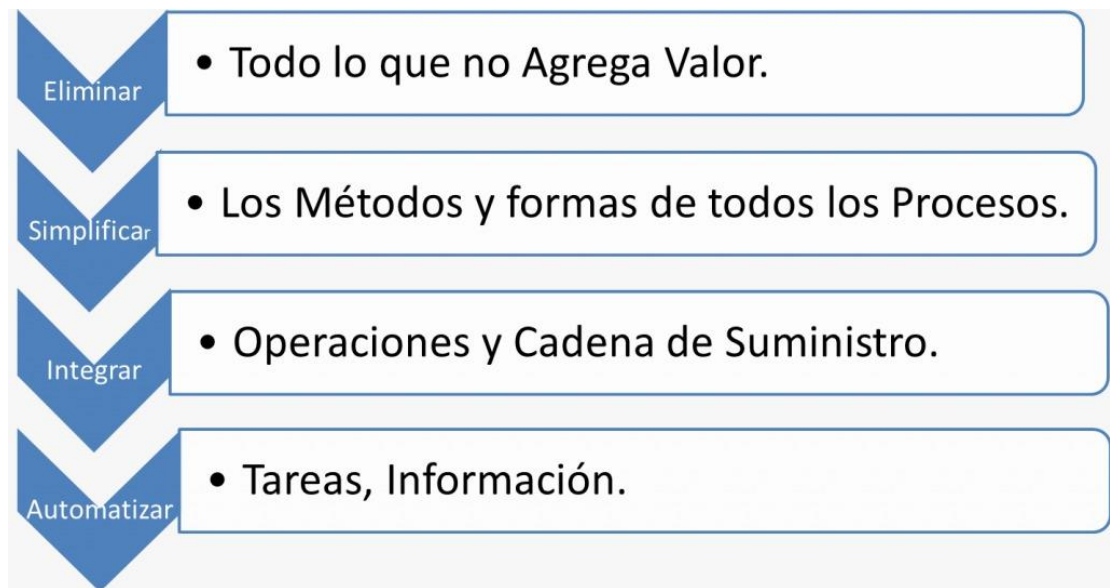 Eliminar
• Todo lo que no Agrega Valor.
Simplificar
• Los Métodos y formas de todos los Procesos.
Integrar
• Operaciones y Cadena de Suministro.
Automatizar
• Tareas, Información.